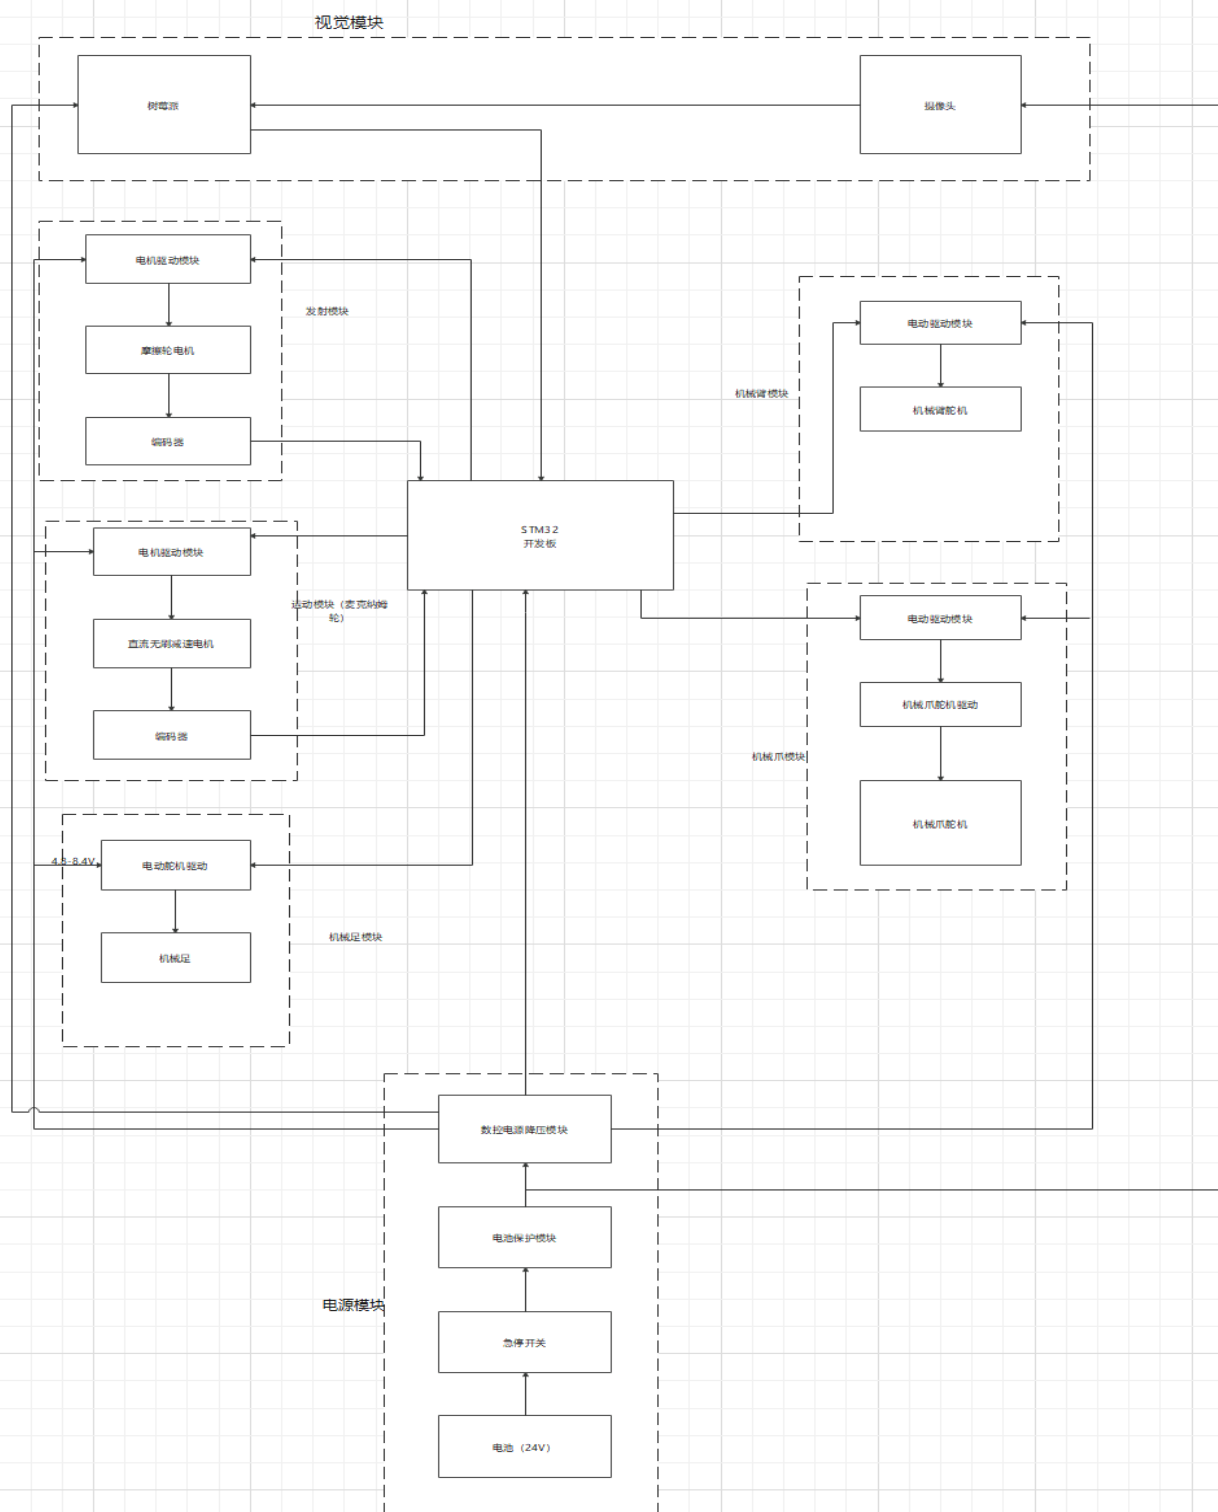 视觉模块
树莓派
摄像头
电机驱动模块
发射模块
摩擦轮电机
编码器
电动驱动模块
机械臂模块
机械臂舵机
STM32
开发板
电机驱动模块
运动模块（麦克纳姆
轮）
直流无刷减速电机
编码器
电动驱动模块
机械爪舵机驱动
机械爪模块
机械爪舵机
4.8-8.4V
电动舵机驱动
机械足模块
机械足
数控电源降压模块
电池保护模块
电源模块
急停开关
电池（24V）